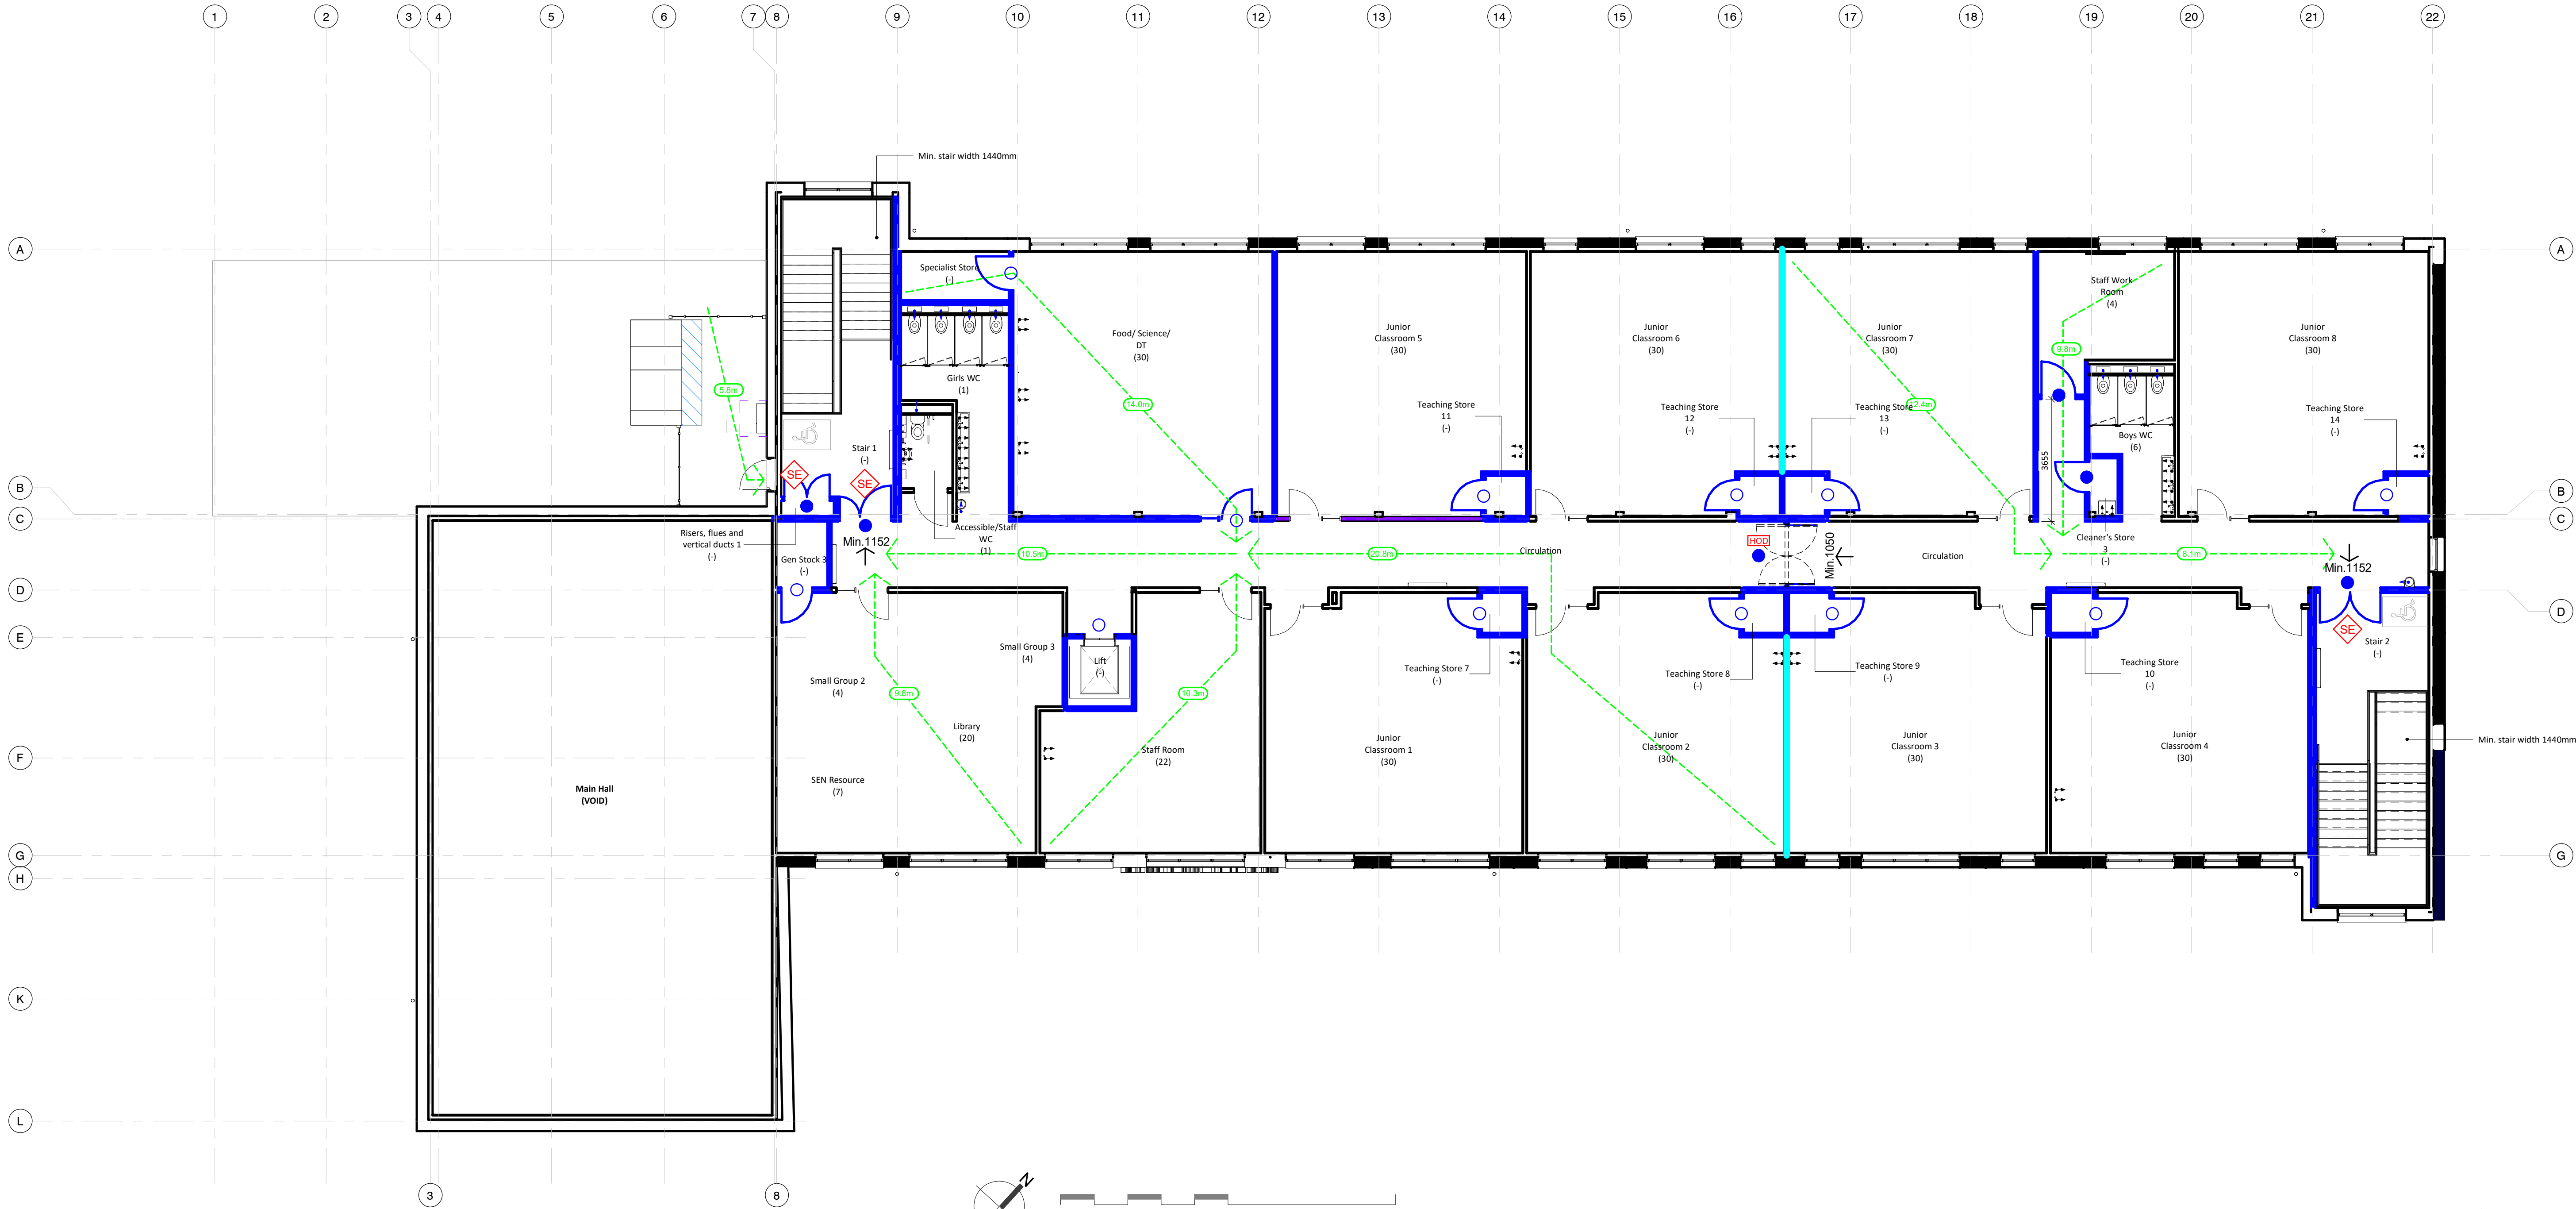 1 2 3 4 5 6 7 8 9 10 11 12 13 14 15 16 17 18 19 20 21 22
Min. stair width 1440mm
A
A
Specialist Store
(-)
Staff Work
Room
(4)
Food/ Science/
DT
(30)
Junior
Classroom 5
(30)
Junior
Classroom 6
(30)
Junior
Classroom 7
(30)
Junior
Classroom 8
(30)
9.8m
Girls WC
(1)
5.8m
14.0m
Teaching Store
11
(-)
Teaching Store
12
(-)
Teaching Store
13
(-)
12.4m
Teaching Store
14
(-)
Boys WC
(6)
Stair 1
(-)
3655
SE
SE
B
B
C
C
Risers, flues and
vertical ducts 1
(-)
Min.1152
Accessible/Staff
WC
(1)
Gen Stock 3
(-)
10.5m
20.8m
Circulation
HOD
Min.1050
Circulation
Cleaner's Store
3
(-)
8.1m
Min.1152
D
D
E
SE
Stair 2
(-)
Small Group 3
(4)
Lift
(-)
Small Group 2
(4)
9.6m
10.3m
Teaching Store 7
(-)
Teaching Store 8
(-)
Teaching Store 9
(-)
Teaching Store
10
(-)
Library
(20)
Staff Room
(22)
Junior
Classroom 1
(30)
Junior
Classroom 2
(30)
Junior
Classroom 3
(30)
Junior
Classroom 4
(30)
Min. stair width 1440mm
F
F
SEN Resource
(7)
Main Hall
(VOID)
G
G
H
K
K
L
L
3
8
N